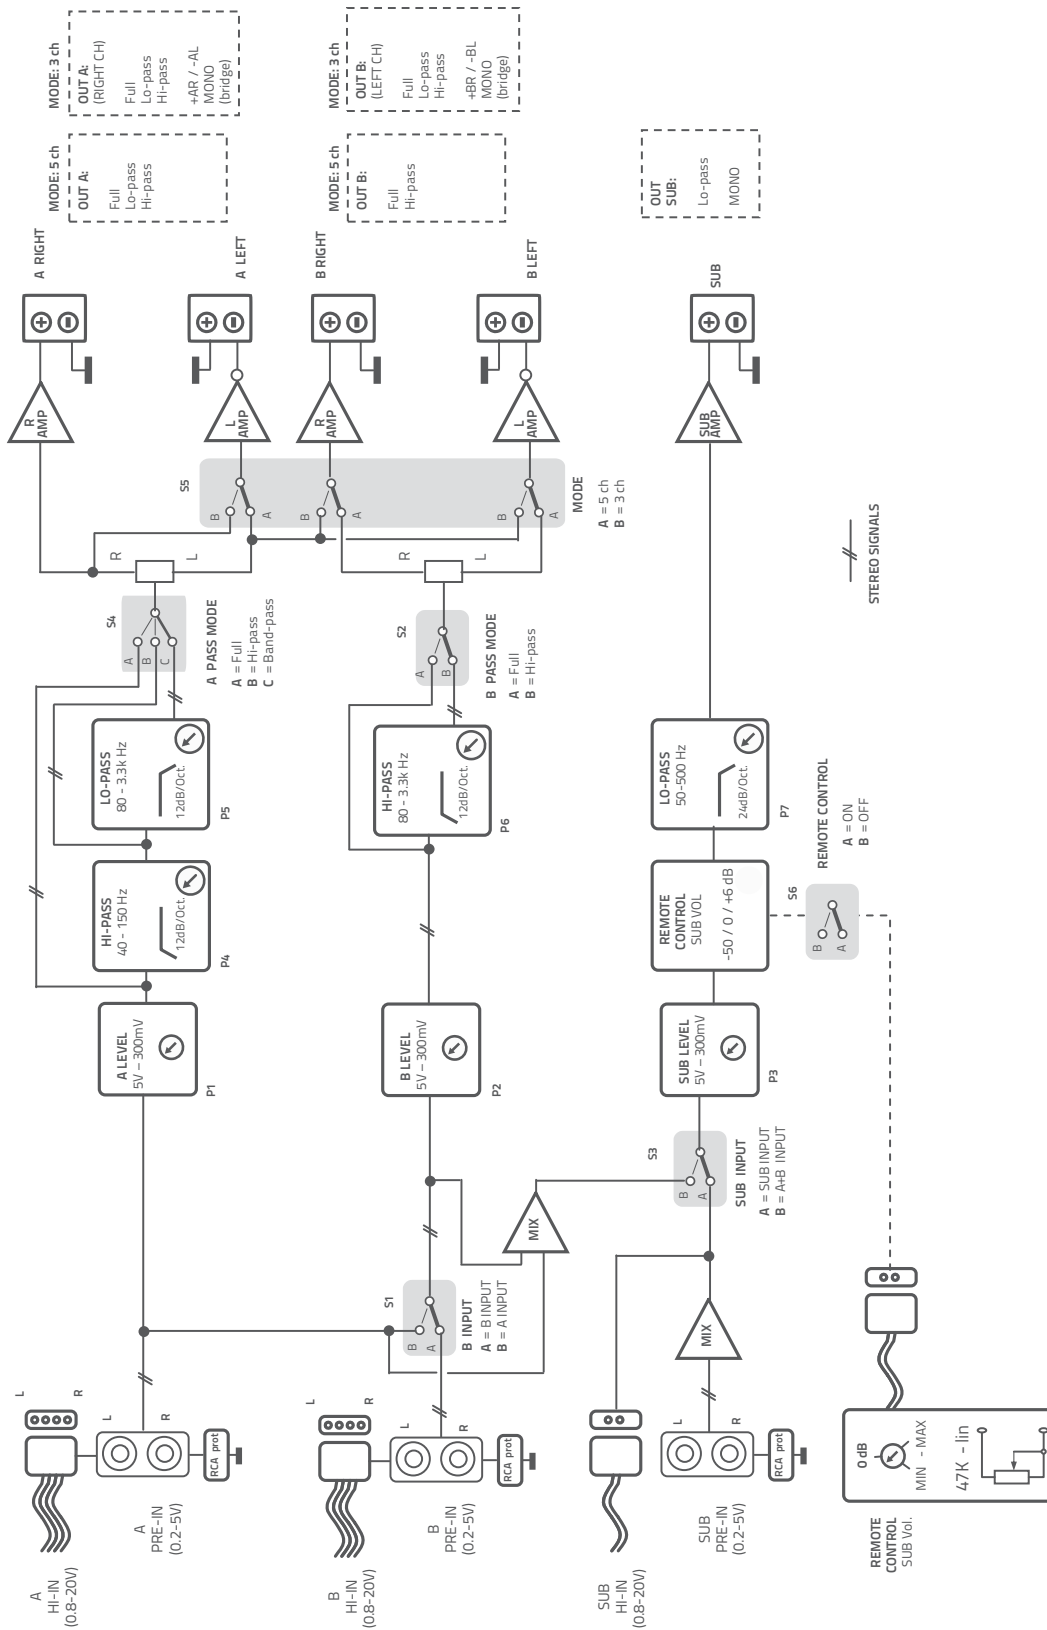 A
HI-IN
(0.8-20V)
L
R
A
PRE-IN
(0.2-5V)
L
R
RCA prot
A LEVEL
5V – 300mV
P1
HI-PASS
40 - 150 Hz
12dB/Oct.
P4
LO-PASS
80 - 3.3k Hz
12dB/Oct.
P5
S4
A
B
C
A PASS MODE
A = Full
B = Hi-pass
C = Band-pass
R
L
R
AMP
L
AMP
A RIGHT
A LEFT
MODE: 5 ch
OUT A:
Full
Lo-pass
Hi-pass
MODE: 3 ch
OUT A:
(RIGHT CH)
Full
Lo-pass
Hi-pass
+AR / -AL
MONO
(bridge)
B
HI-IN
(0.8-20V)
L
R
B
PRE-IN
(0.2-5V)
L
R
RCA prot
S1
B
A
B INPUT
A = B INPUT
B = A INPUT
MIX
B LEVEL
5V – 300mV
P2
HI-PASS
80 - 3.3k Hz
12dB/Oct.
P6
S2
A
B
B PASS MODE
A = Full
B = Hi-pass
R
L
S5
B
A
B
A
B
A
MODE
A = 5 ch
B = 3 ch
R
AMP
L
AMP
B RIGHT
B LEFT
MODE: 5 ch
OUT B:
Full
Hi-pass
MODE: 3 ch
OUT B:
(LEFT CH)
Full
Lo-pass
Hi-pass
+BR / -BL
MONO
(bridge)
SUB
HI-IN
(0.8-20V)
SUB
PRE-IN
(0.2-5V)
L
R
RCA prot
MIX
S3
B
A
SUB INPUT
A = SUB INPUT
B = A+B INPUT
SUB LEVEL
5V – 300mV
P3
REMOTE
CONTROL
SUB VOL
-50 / 0 / +6 dB
LO-PASS
50-500 Hz
24dB/Oct.
P7
SUB
AMP
SUB
OUT
SUB:
Lo-pass
MONO
S6
B
A
REMOTE CONTROL
A = ON
B = OFF
STEREO SIGNALS
REMOTE
CONTROL
SUB Vol.
0 dB
MIN - MAX
47K - lin